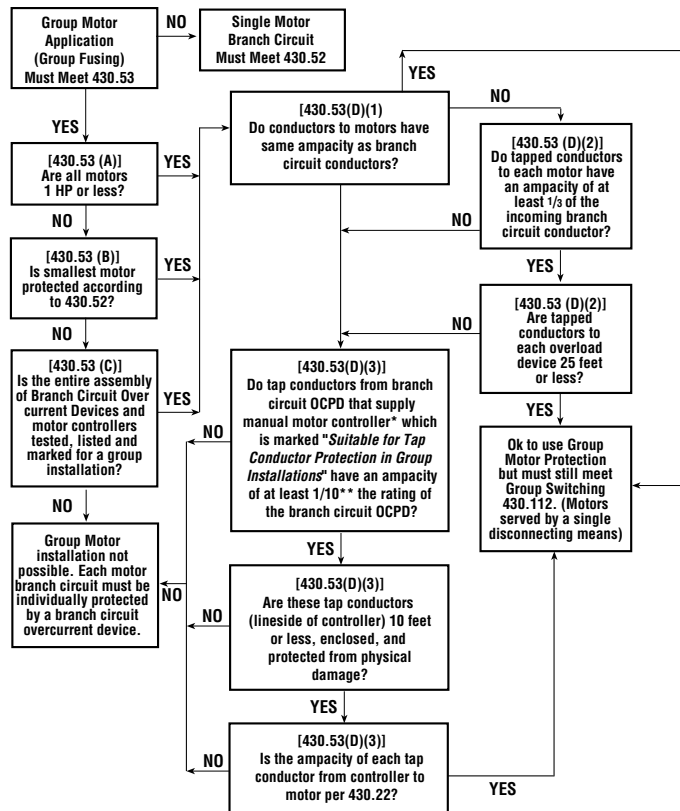 Group Motor
Application
(Group Fusing)
Must Meet 430.53
NO
Single Motor
Branch Circuit
Must Meet 430.52
YES
[430.53 (A)]
Are all motors
1 HP or less?
YES
NO
[430.53 (B)]
Is smallest motor
protected according
to 430.52?
YES
NO
[430.53 (C)]
Is the entire assembly
of Branch Circuit Over
current Devices and
motor controllers
tested, listed and
marked for a group
installation?
YES
NO
Group Motor
installation not
possible. Each motor
branch circuit must be
individually protected
by a branch circuit
overcurrent device.
[430.53(D)(1)
Do conductors to motors have
same ampacity as branch
circuit conductors?
YES
NO
[430.53 (D)(2)]
Do tapped conductors
to each motor have
an ampacity of at
least 1/3 of the
incoming branch
circuit conductor?
NO
YES
[430.53 (D)(2)]
Are tapped
conductors to
each overload
device 25 feet
or less?
NO
YES
Ok to use Group
Motor Protection
but must still meet
Group Switching
430.112. (Motors
served by a single
disconnecting means)
[430.53(D)(3)]
Do tap conductors from branch
circuit OCPD that supply
manual motor controller* which
is marked "Suitable for Tap
Conductor Protection in Group
Installations" have an ampacity
of at least 1/10** the rating of
the branch circuit OCPD?
NO
YES
[430.53(D)(3)]
Are these tap conductors
(lineside of controller) 10 feet
or less, enclosed, and
protected from physical
damage?
NO
NO
YES
[430.53(D)(3)]
Is the ampacity of each tap
conductor from controller to
motor per 430.22?
NO
YES